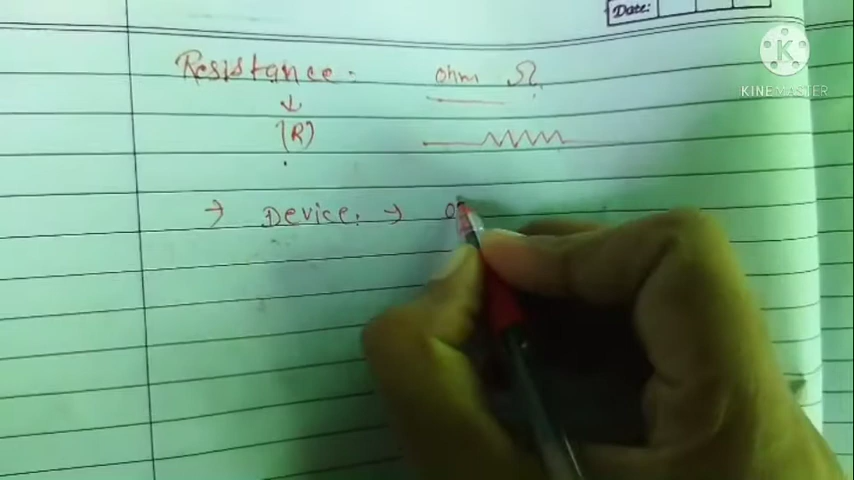 Date:
K
KINEMASTER
Resistance. ohm Ω
↓
(R)
→ Device. →